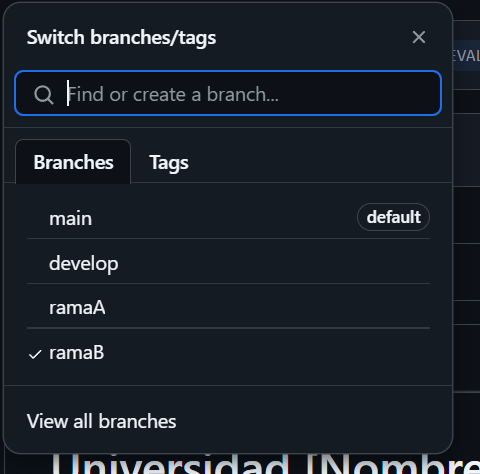 Switch branches/tags
Find or create a branch...
Branches
Tags
main
default
develop
ramaA
ramaB
View all branches
EVAL
Universidad [Nombre